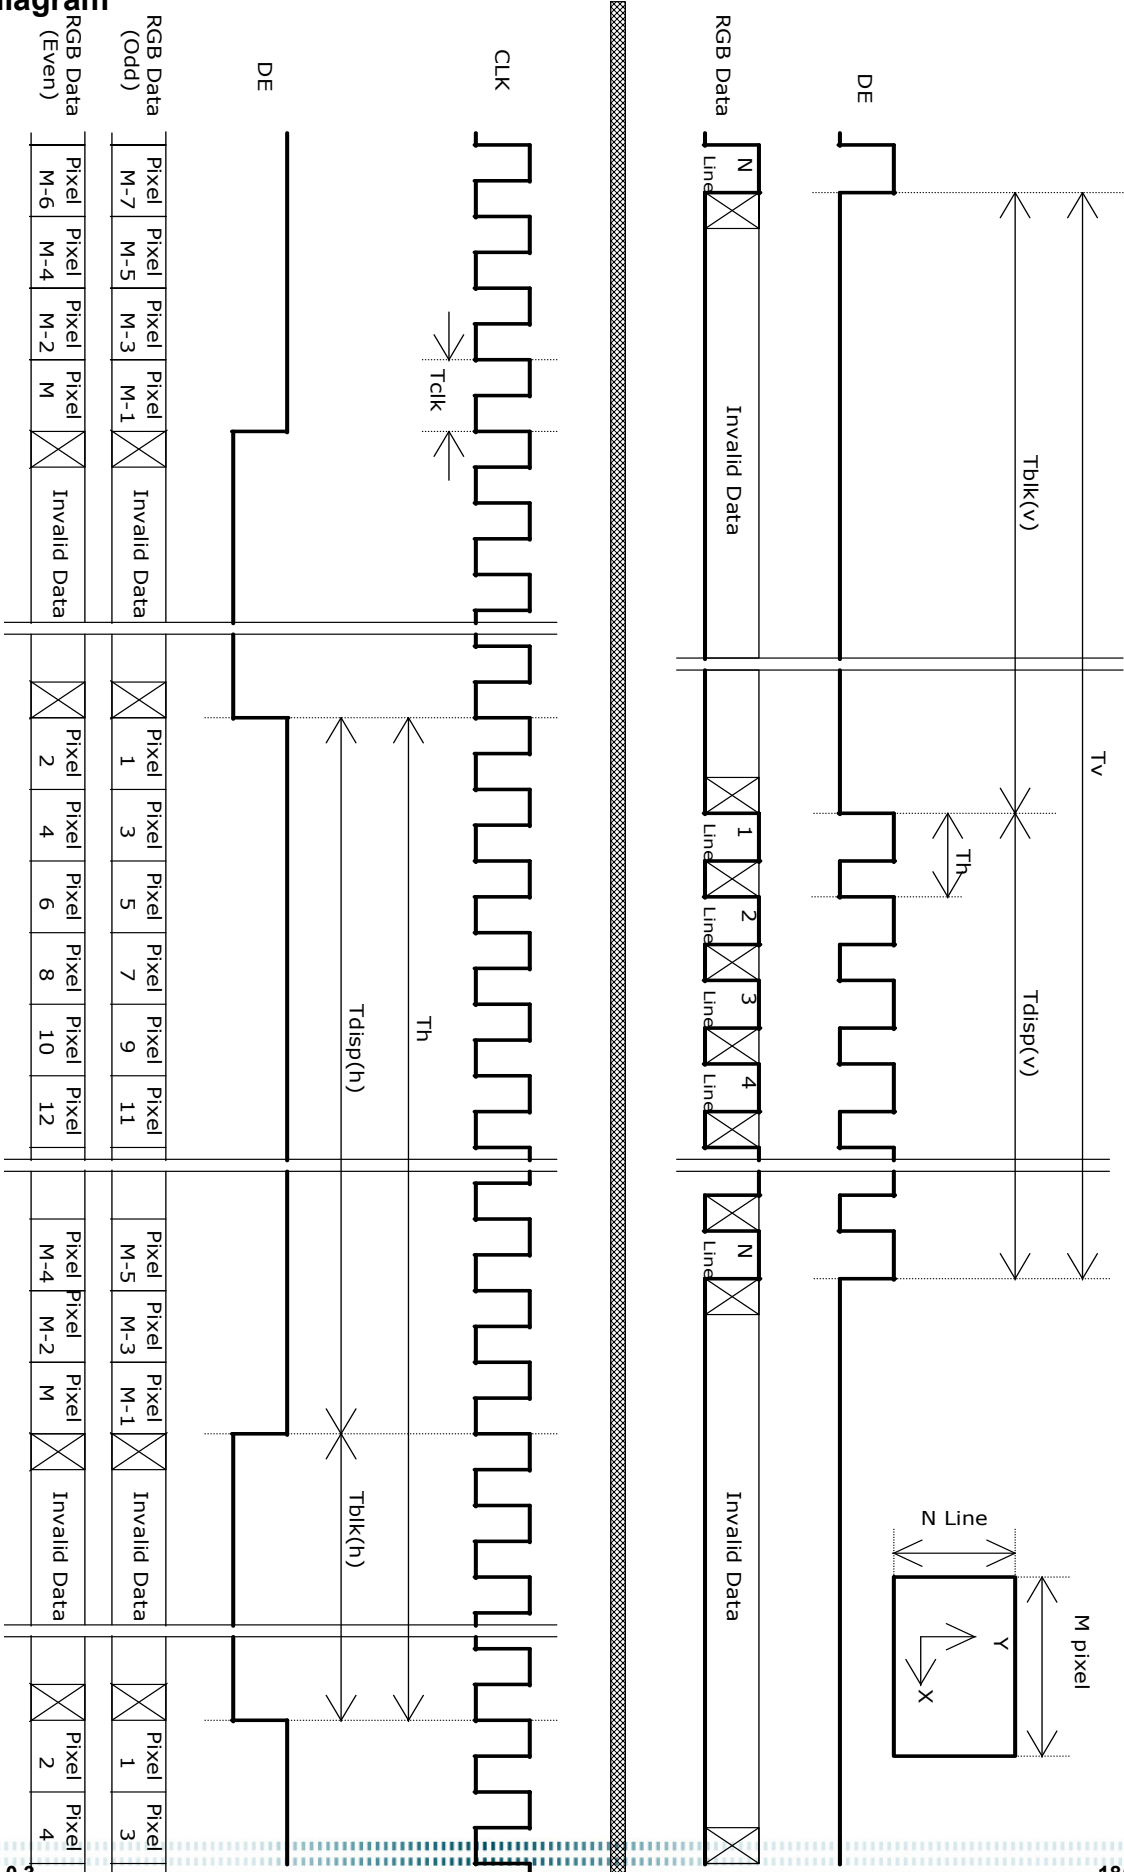 iagram
Tv
Tblk(v)
Tdisp(v)
Th
DE
M pixel
Y
X
N Line
RGB Data
N
Line
Invalid Data
1
Line
2
Line
3
Line
4
Line
N
Line
Invalid Data
CLK
Tclk
Th
Tdisp(h)
Tblk(h)
DE
RGB Data
(Odd)
Pixel
M-7
Pixel
M-5
Pixel
M-3
Pixel
M-1
Invalid Data
Pixel
1
Pixel
3
Pixel
5
Pixel
7
Pixel
9
Pixel
11
Pixel
M-5
Pixel
M-3
Pixel
M-1
Invalid Data
Pixel
1
Pixel
3
RGB Data
(Even)
Pixel
M-6
Pixel
M-4
Pixel
M-2
Pixel
M
Invalid Data
Pixel
2
Pixel
4
Pixel
6
Pixel
8
Pixel
10
Pixel
12
Pixel
M-4
Pixel
M-2
Pixel
M
Invalid Data
Pixel
2
Pixel
4